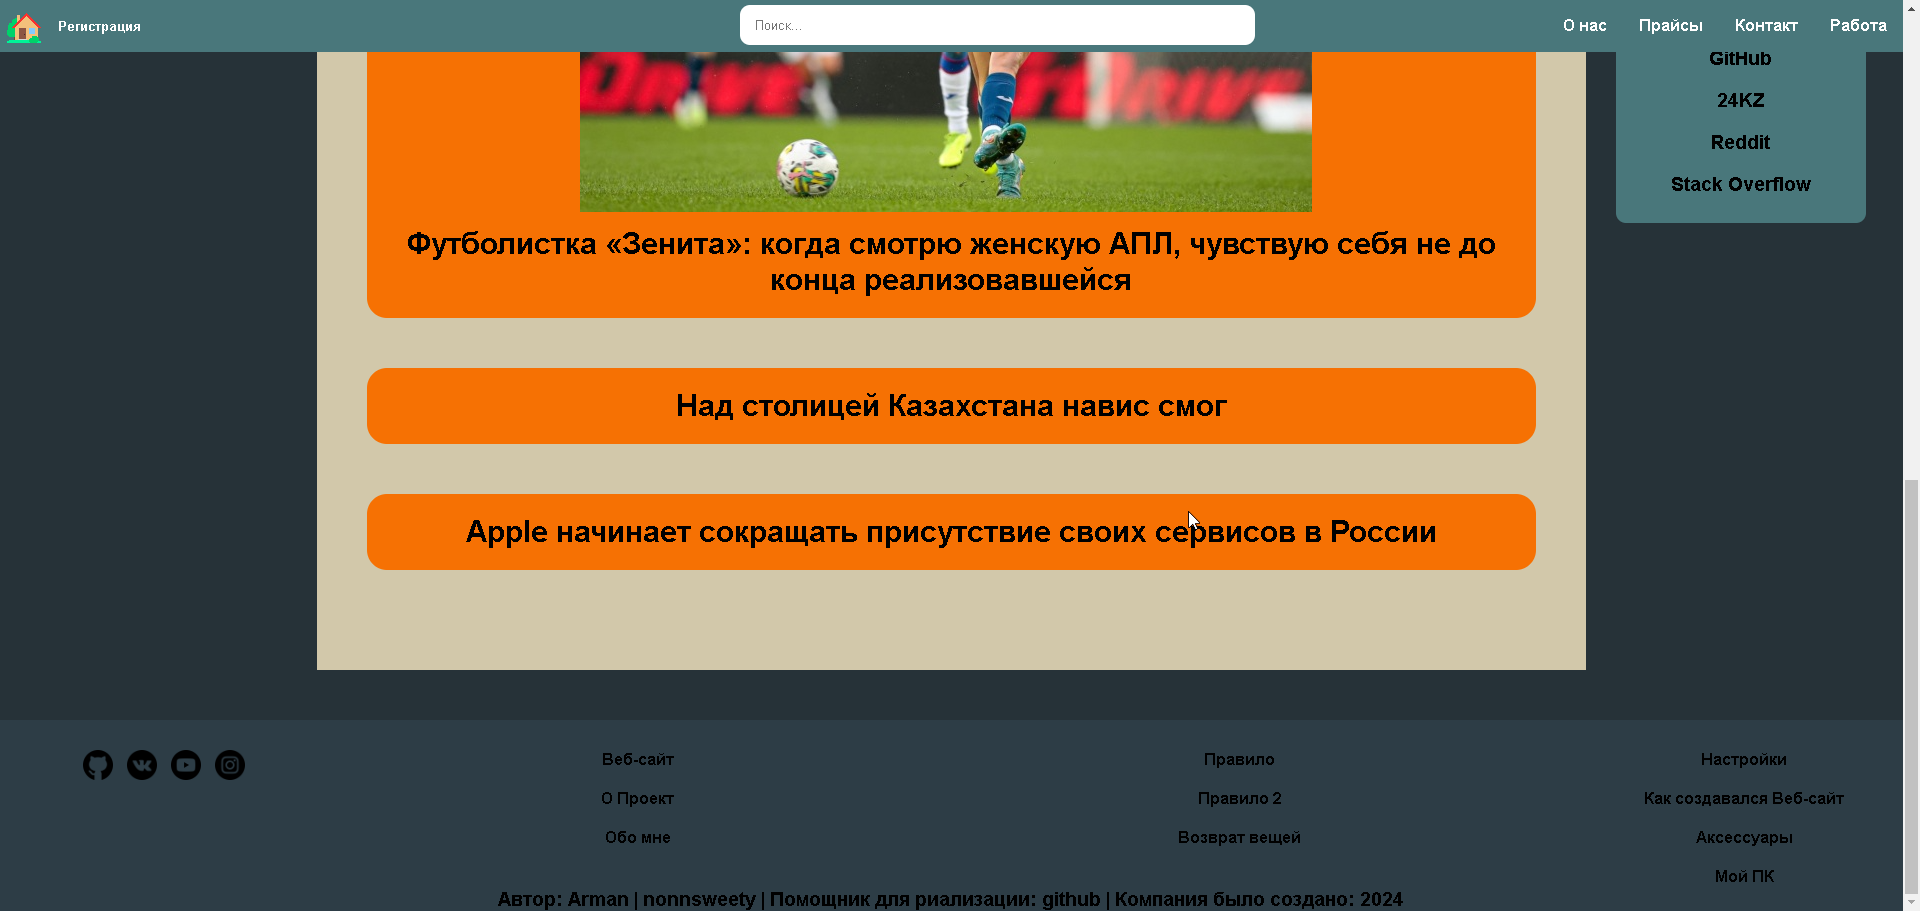 Регистрация
Поиск...
О нас
Прайсы
Контакт
Работа
GitHub
24KZ
Reddit
Stack Overflow
DRIVE
DRIVE
Футболистка «Зенита»: когда смотрю женскую АПЛ, чувствую себя не до
конца реализовавшейся
Над столицей Казахстана навис смог
Apple начинает сокращать присутствие своих сервисов в России
Веб-сайт
О Проект
Обо мне
Правило
Правило 2
Возврат вещей
Настройки
Как создавался Веб-сайт
Аксессуары
Мой ПК
Автор: Arman | nonnsweety | Помощник для риализации: github | Компания было создано: 2024